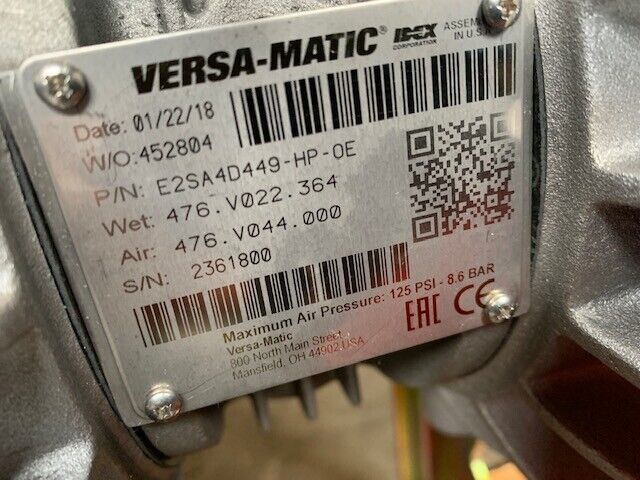 VERSA-MATIC® IDEX CORPORATION ASSEM
IN U.S.
Date: 01/22/18
W/O: 452804
P/N: E2SA4D449-HP-0E
Wet: 476.V022.364
Air: 476.V044.000
S/N: 2361800
Maximum Air Pressure: 125 PSI - 8.6 BAR
Versa-Matic
800 North Main Street,
Mansfield, OH 44902 USA
EAC CE